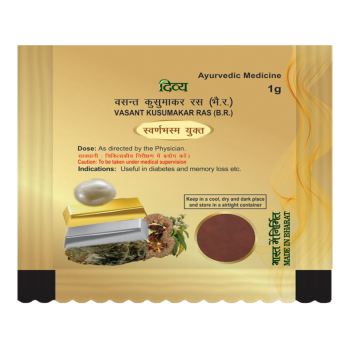 Ayurvedic Medicine
दिव्य
1g
वसन्त कुसुमाकर रस (भै.र.)
VASANT KUSUMAKAR RAS (B.R.)
स्वर्णभस्म युक्त
Dose: As directed by the Physician.
सावधानी : चिकित्सकीय निरीक्षण में प्रयोग करें।
Caution: To be taken under medical supervision
Indications: Useful in diabetes and memory loss etc.
Keep in a cool, dry and dark place
and store in a airtight container
भारत में निर्मित
MADE IN BHARAT